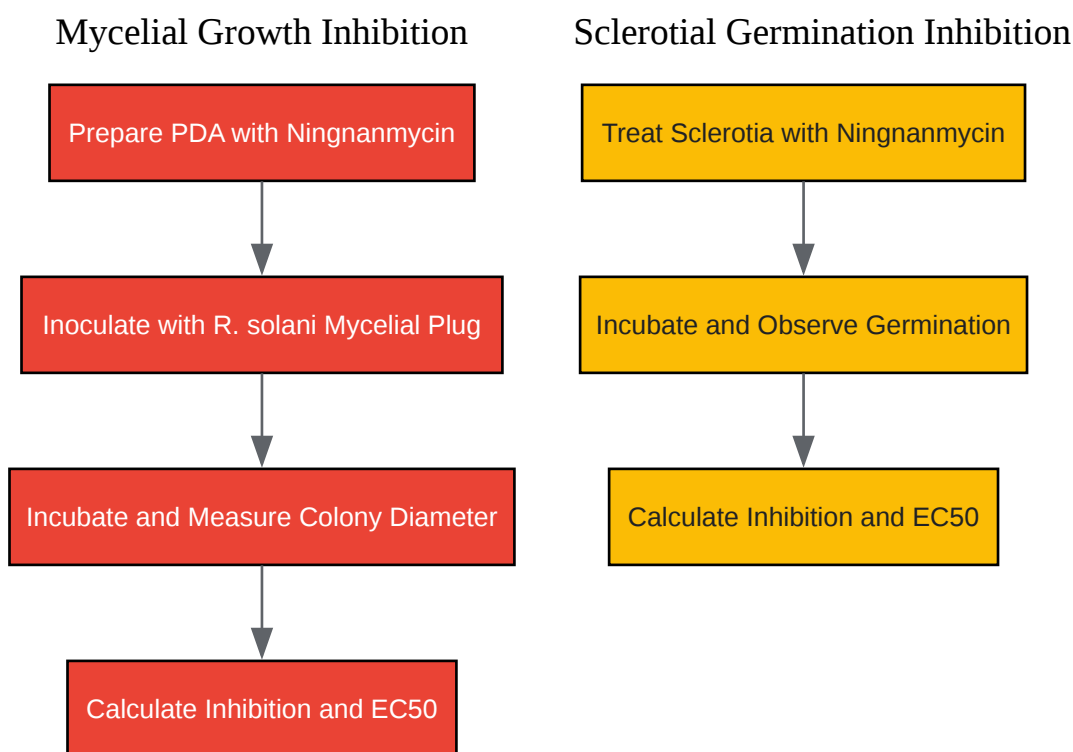 Mycelial Growth Inhibition
Prepare PDA with Ningnanmycin
Inoculate with R. solani Mycelial Plug
Incubate and Measure Colony Diameter
Calculate Inhibition and EC50
Sclerotial Germination Inhibition
Treat Sclerotia with Ningnanmycin
Incubate and Observe Germination
Calculate Inhibition and EC50